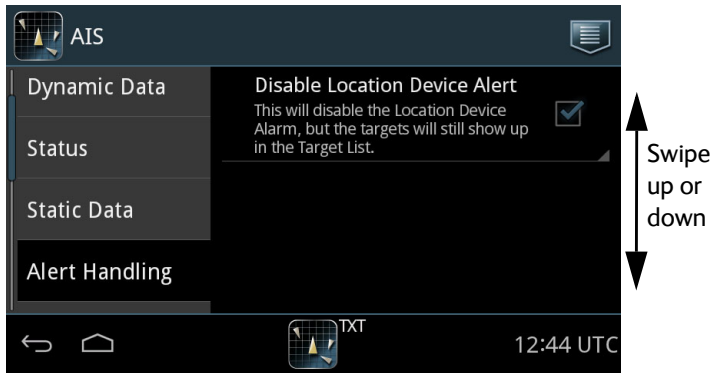 AIS
Dynamic Data
Status
Static Data
Alert Handling
Disable Location Device Alert
This will disable the Location Device
Alarm, but the targets will still show up
in the Target List.
Swipe
up or
down
TXT
12:44 UTC